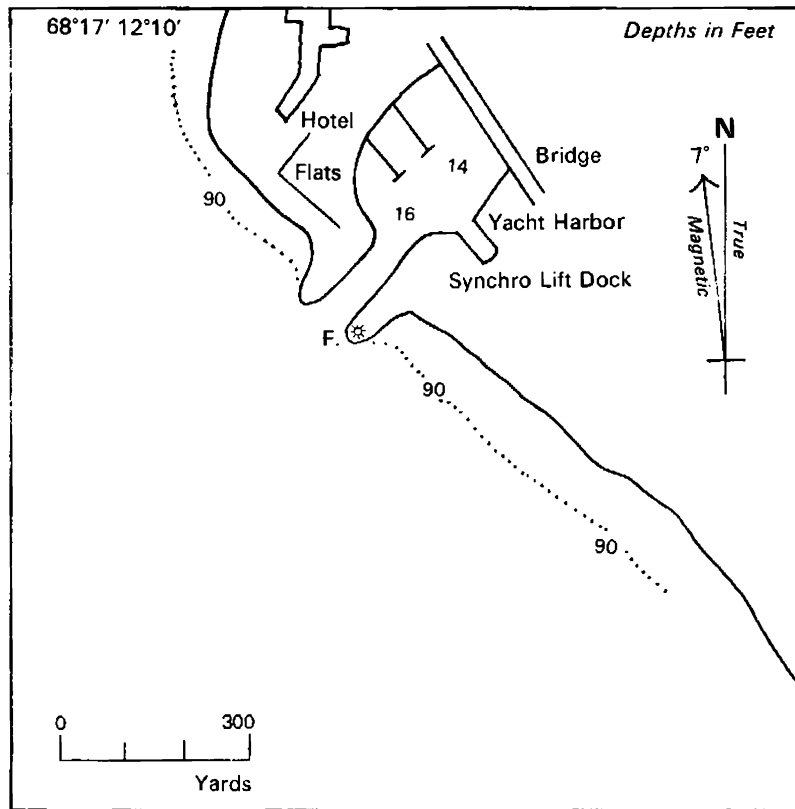 68°17' 12°10'
Depths in Feet
N
7°
True
Magnetic
Hotel
Flats
Bridge
90
14
16
Yacht Harbor
Synchro Lift Dock
F.
90
90
0 300
Yards